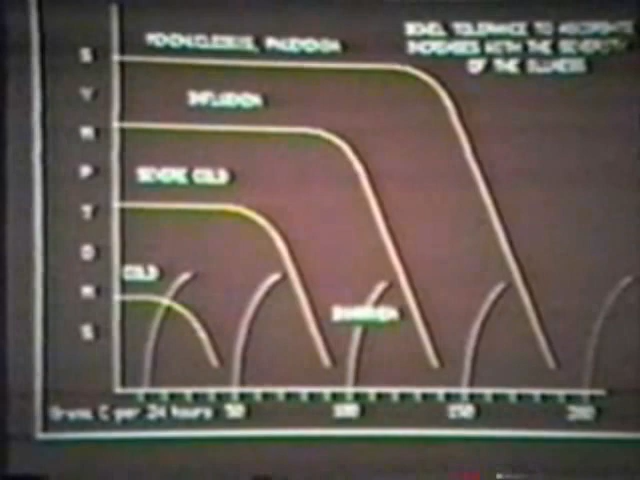 BOWEL TOLERANCE TO ASCORBATE
INCREASES WITH THE SEVERITY
OF THE ILLNESS
MONONUCLEOSIS, PNEUMONIA
INFLUENZA
SEVERE COLD
COLD
DIARRHEA
SYMPTOMS
Grams C per 24 hours 50 100 150 200